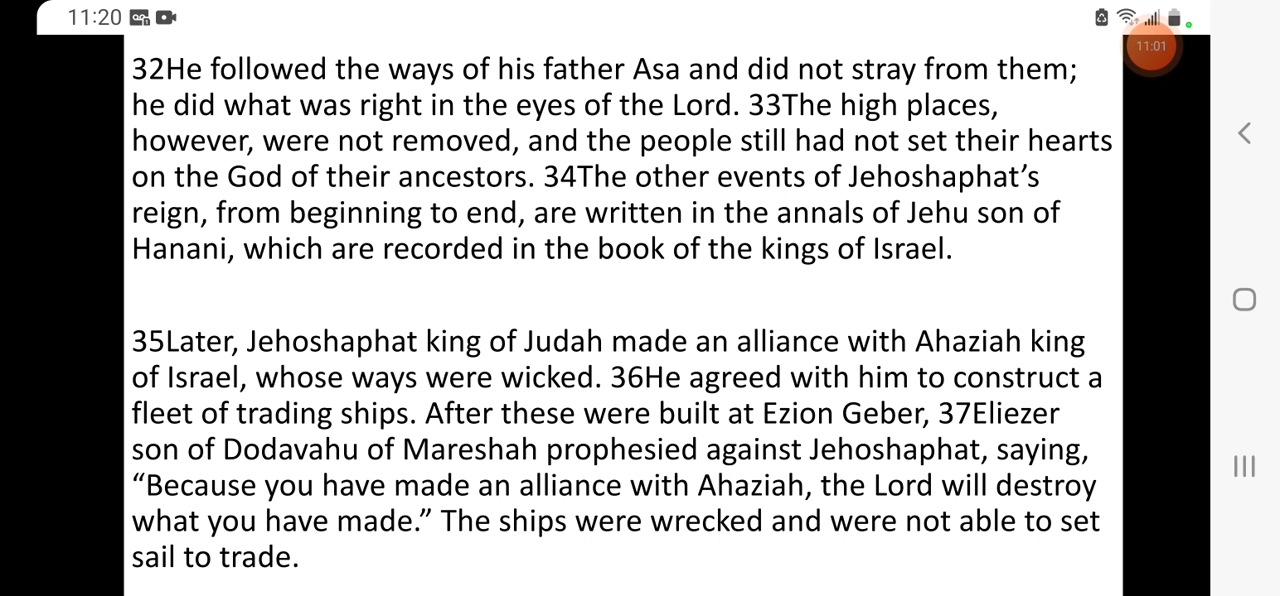 11:20
11:01
32He followed the ways of his father Asa and did not stray from them;
he did what was right in the eyes of the Lord. 33The high places,
however, were not removed, and the people still had not set their hearts
on the God of their ancestors. 34The other events of Jehoshaphat’s
reign, from beginning to end, are written in the annals of Jehu son of
Hanani, which are recorded in the book of the kings of Israel.
35Later, Jehoshaphat king of Judah made an alliance with Ahaziah king
of Israel, whose ways were wicked. 36He agreed with him to construct a
fleet of trading ships. After these were built at Ezion Geber, 37Eliezer
son of Dodavahu of Mareshah prophesied against Jehoshaphat, saying,
“Because you have made an alliance with Ahaziah, the Lord will destroy
what you have made.” The ships were wrecked and were not able to set
sail to trade.